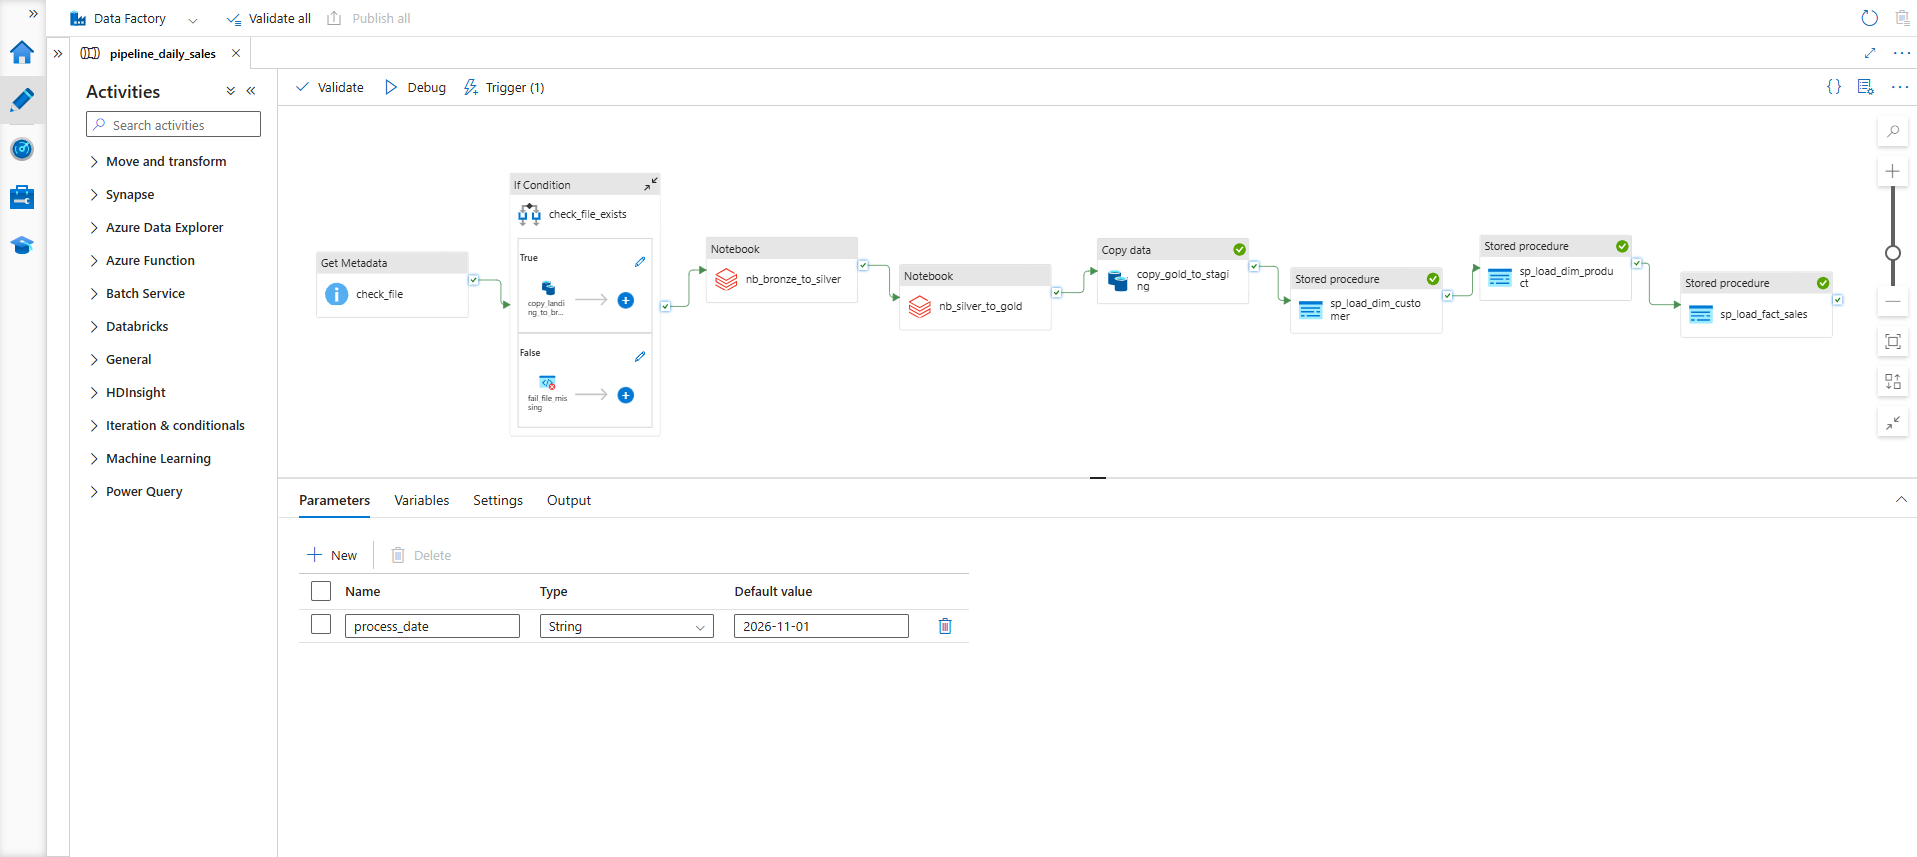 Data Factory
Validate all
Publish all
pipeline_daily_sales
Activities
Search activities
Move and transform
Synapse
Azure Data Explorer
Azure Function
Batch Service
Databricks
General
HDInsight
Iteration & conditionals
Machine Learning
Power Query
Validate
Debug
Trigger (1)
Get Metadata
check_file
If Condition
check_file_exists
True
copy_landi
ng_to_br...
False
fail_file_mis
sing
Notebook
nb_bronze_to_silver
Notebook
nb_silver_to_gold
Copy data
copy_gold_to_stagi
ng
Stored procedure
sp_load_dim_custo
mer
Stored procedure
sp_load_dim_produ
ct
Stored procedure
sp_load_fact_sales
Parameters
Variables
Settings
Output
New
Delete
Name
Type
Default value
process_date
String
2026-11-01